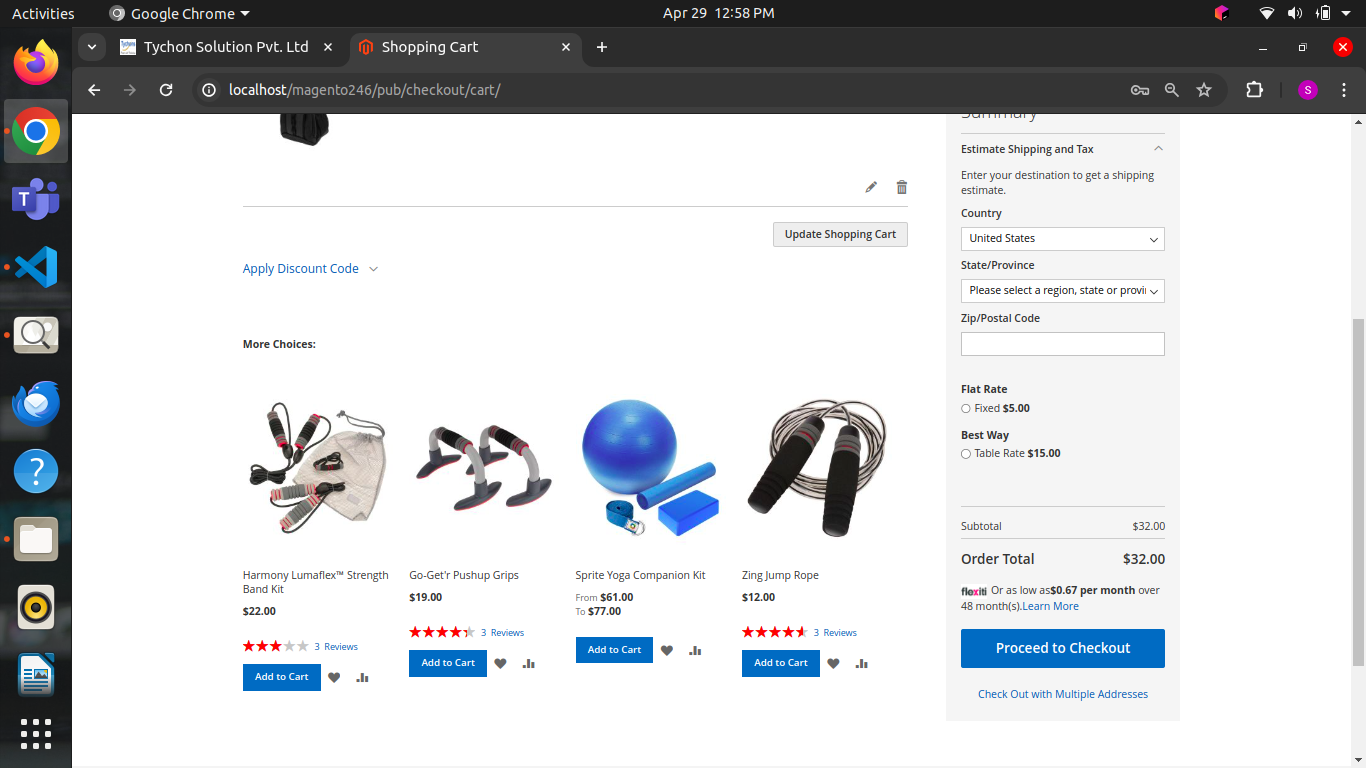 Activities
Google Chrome
Apr 29 12:58 PM
Tychon Solution Pvt. Ltd
Shopping Cart
localhost/magento246/pub/checkout/cart/
S
Summary
Estimate Shipping and Tax
Enter your destination to get a shipping
estimate.
Country
United States
State/Province
Please select a region, state or provi
Zip/Postal Code
Flat Rate
Fixed $5.00
Best Way
Table Rate $15.00
Subtotal $32.00
Order Total $32.00
flexiti Or as low as$0.67 per month over
48 month(s).Learn More
Proceed to Checkout
Check Out with Multiple Addresses
Update Shopping Cart
Apply Discount Code
More Choices:
Harmony Lumaflex™ Strength
Band Kit
$22.00
3 Reviews
Add to Cart
Go-Get'r Pushup Grips
$19.00
3 Reviews
Add to Cart
Sprite Yoga Companion Kit
From $61.00
To $77.00
Add to Cart
Zing Jump Rope
$12.00
3 Reviews
Add to Cart